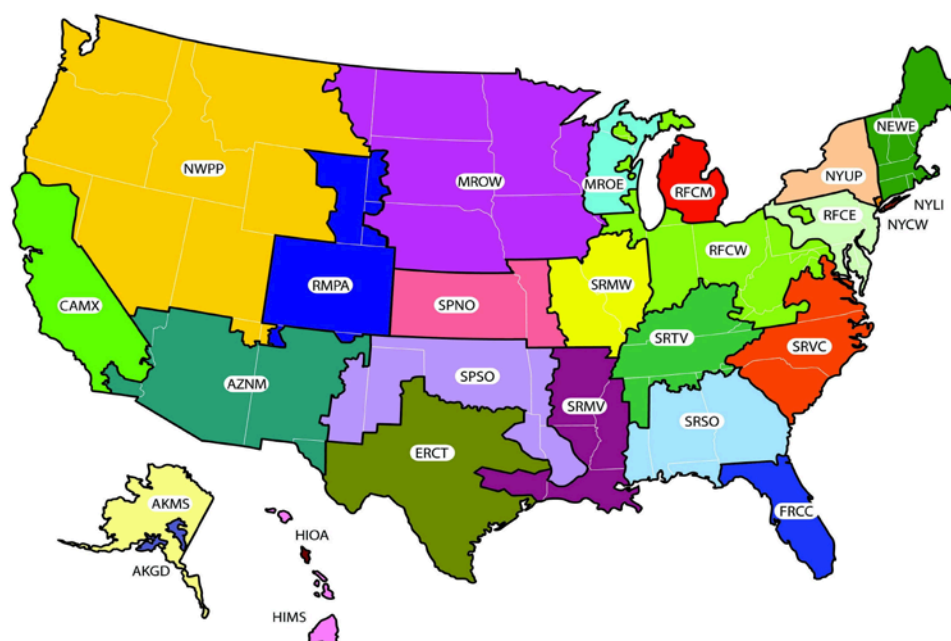 NEWE
NWPP
MROW
MROE
RFCM
NYUP
NYLI
RFCE
NYCW
RFCW
RMPA
SRMW
CAMX
SPNO
SRTV
SRVC
AZNM
SPSO
SRMV
SRSO
ERCT
AKMS
HIOA
FRCC
AKGD
HIMS